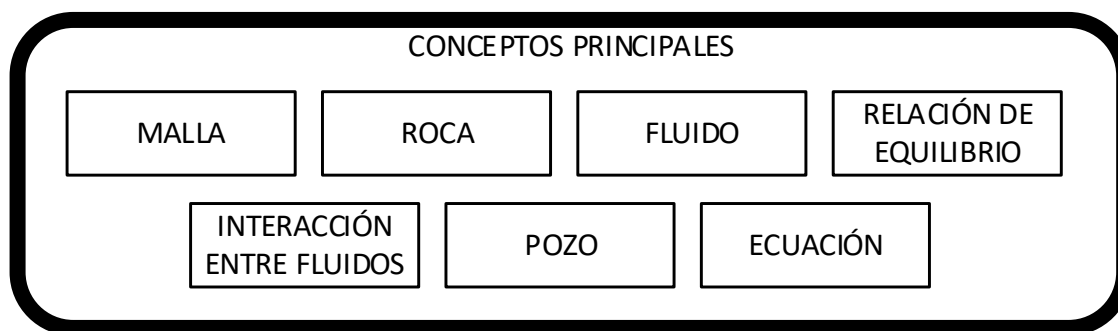 CONCEPTOS PRINCIPALES
MALLA
ROCA
FLUIDO
RELACIÓN DE
EQUILIBRIO
INTERACCIÓN
ENTRE FLUIDOS
POZO
ECUACIÓN